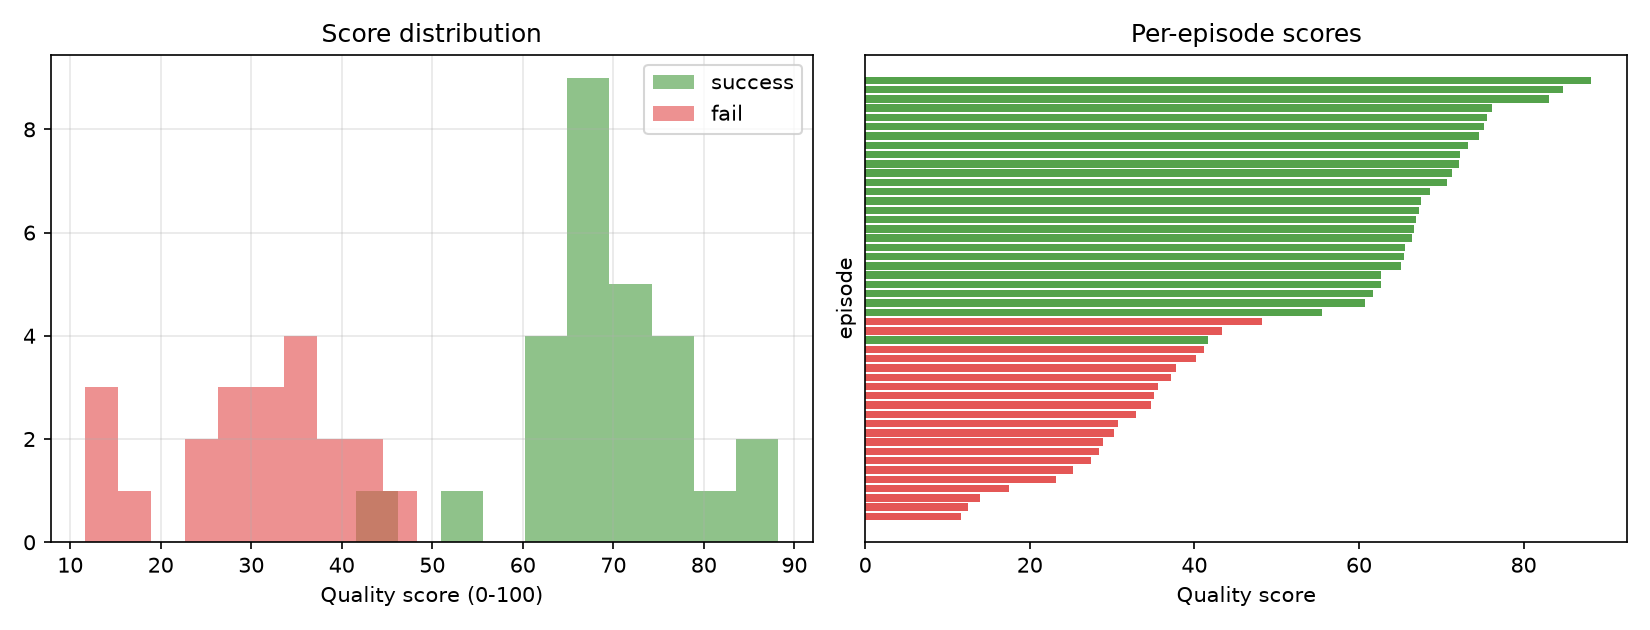 Score distribution
success
fail
8
6
4
2
0
10 20 30 40 50 60 70 80 90
Quality score (0-100)
Per-episode scores
episode
0 20 40 60 80
Quality score